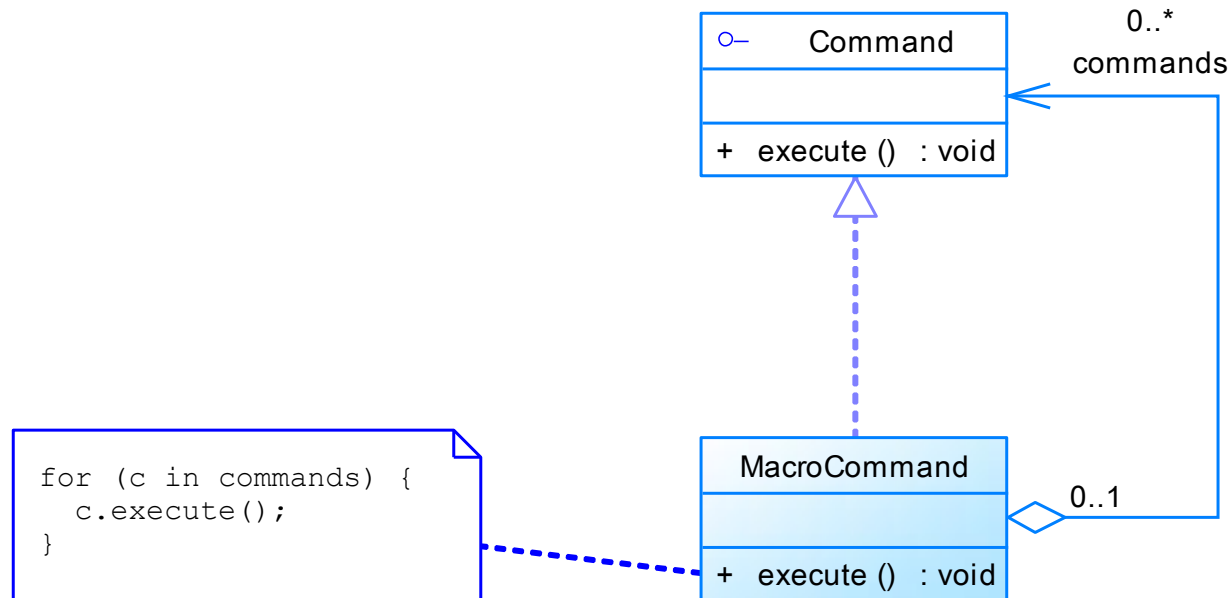 0..*
commands
Command
+ execute () : void
MacroCommand
0..1
+ execute () : void
for (c in commands) {
  c.execute();
}